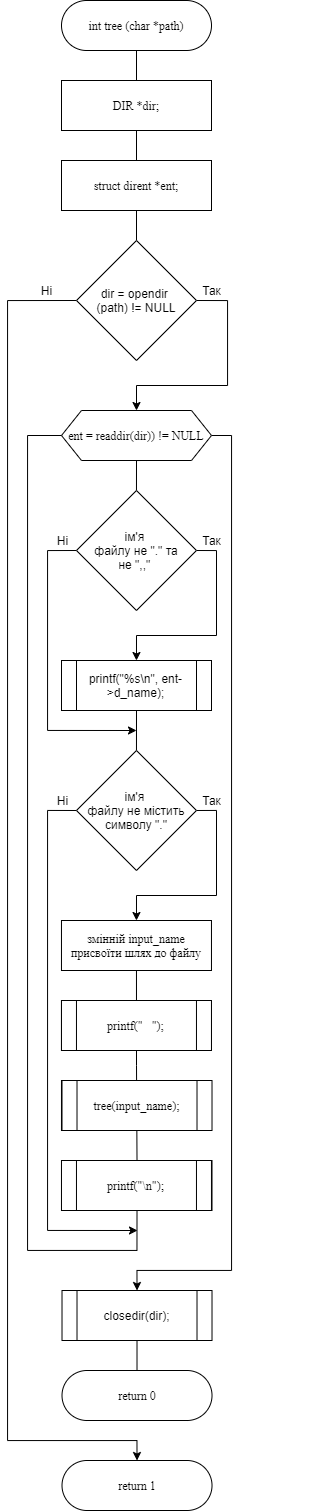 int tree (char *path)
DIR *dir;
struct dirent *ent;
Ні
dir = opendir
(path) != NULL
Так
ent = readdir(dir)) != NULL
Ні
ім'я
файлу не "." та
не ",,"
Так
printf("%s\n", ent-
>d_name);
Ні
ім'я
файлу не містить
символу "."
Так
змінній input_name
присвоїти шлях до файлу
printf("   ");
tree(input_name);
printf("\n");
closedir(dir);
return 0
return 1